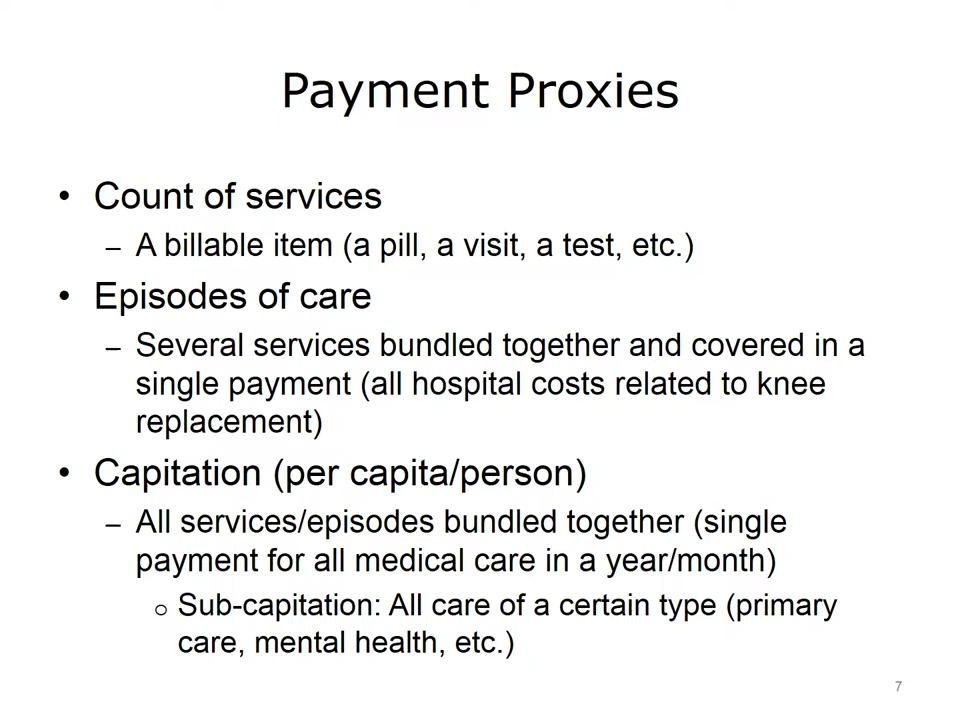 Payment Proxies
• Count of services
– A billable item (a pill, a visit, a test, etc.)
• Episodes of care
– Several services bundled together and covered in a
single payment (all hospital costs related to knee
replacement)
• Capitation (per capita/person)
– All services/episodes bundled together (single
payment for all medical care in a year/month)
o Sub-capitation: All care of a certain type (primary
care, mental health, etc.)
7